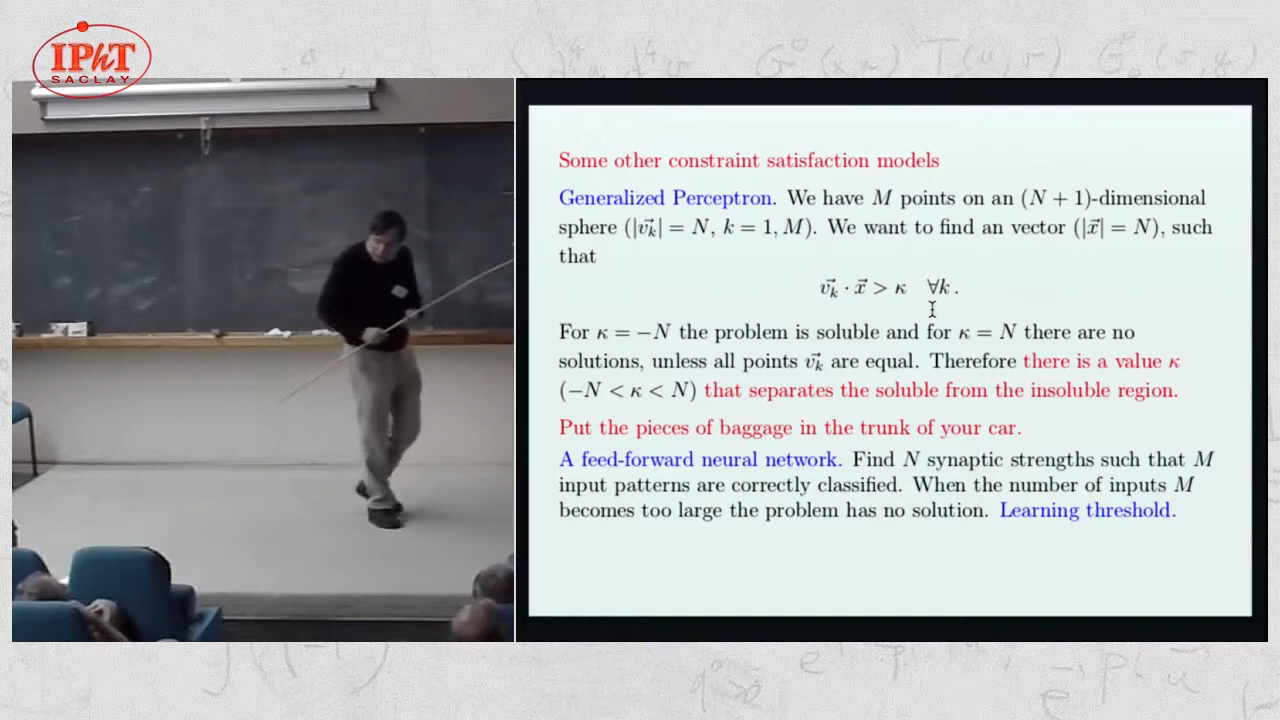 IPhT
SACLAY
Some other constraint satisfaction models
Generalized Perceptron. We have M points on an (N + 1)-dimensional
sphere (|v⃗ₖ| = N, k = 1, M). We want to find an vector (|x⃗| = N), such
that
v⃗ₖ · x⃗ > κ ∀k .
For κ = −N the problem is soluble and for κ = N there are no
solutions, unless all points v⃗ₖ are equal. Therefore there is a value κ
(−N < κ < N) that separates the soluble from the insoluble region.
Put the pieces of baggage in the trunk of your car.
A feed-forward neural network. Find N synaptic strengths such that M
input patterns are correctly classified. When the number of inputs M
becomes too large the problem has no solution. Learning threshold.